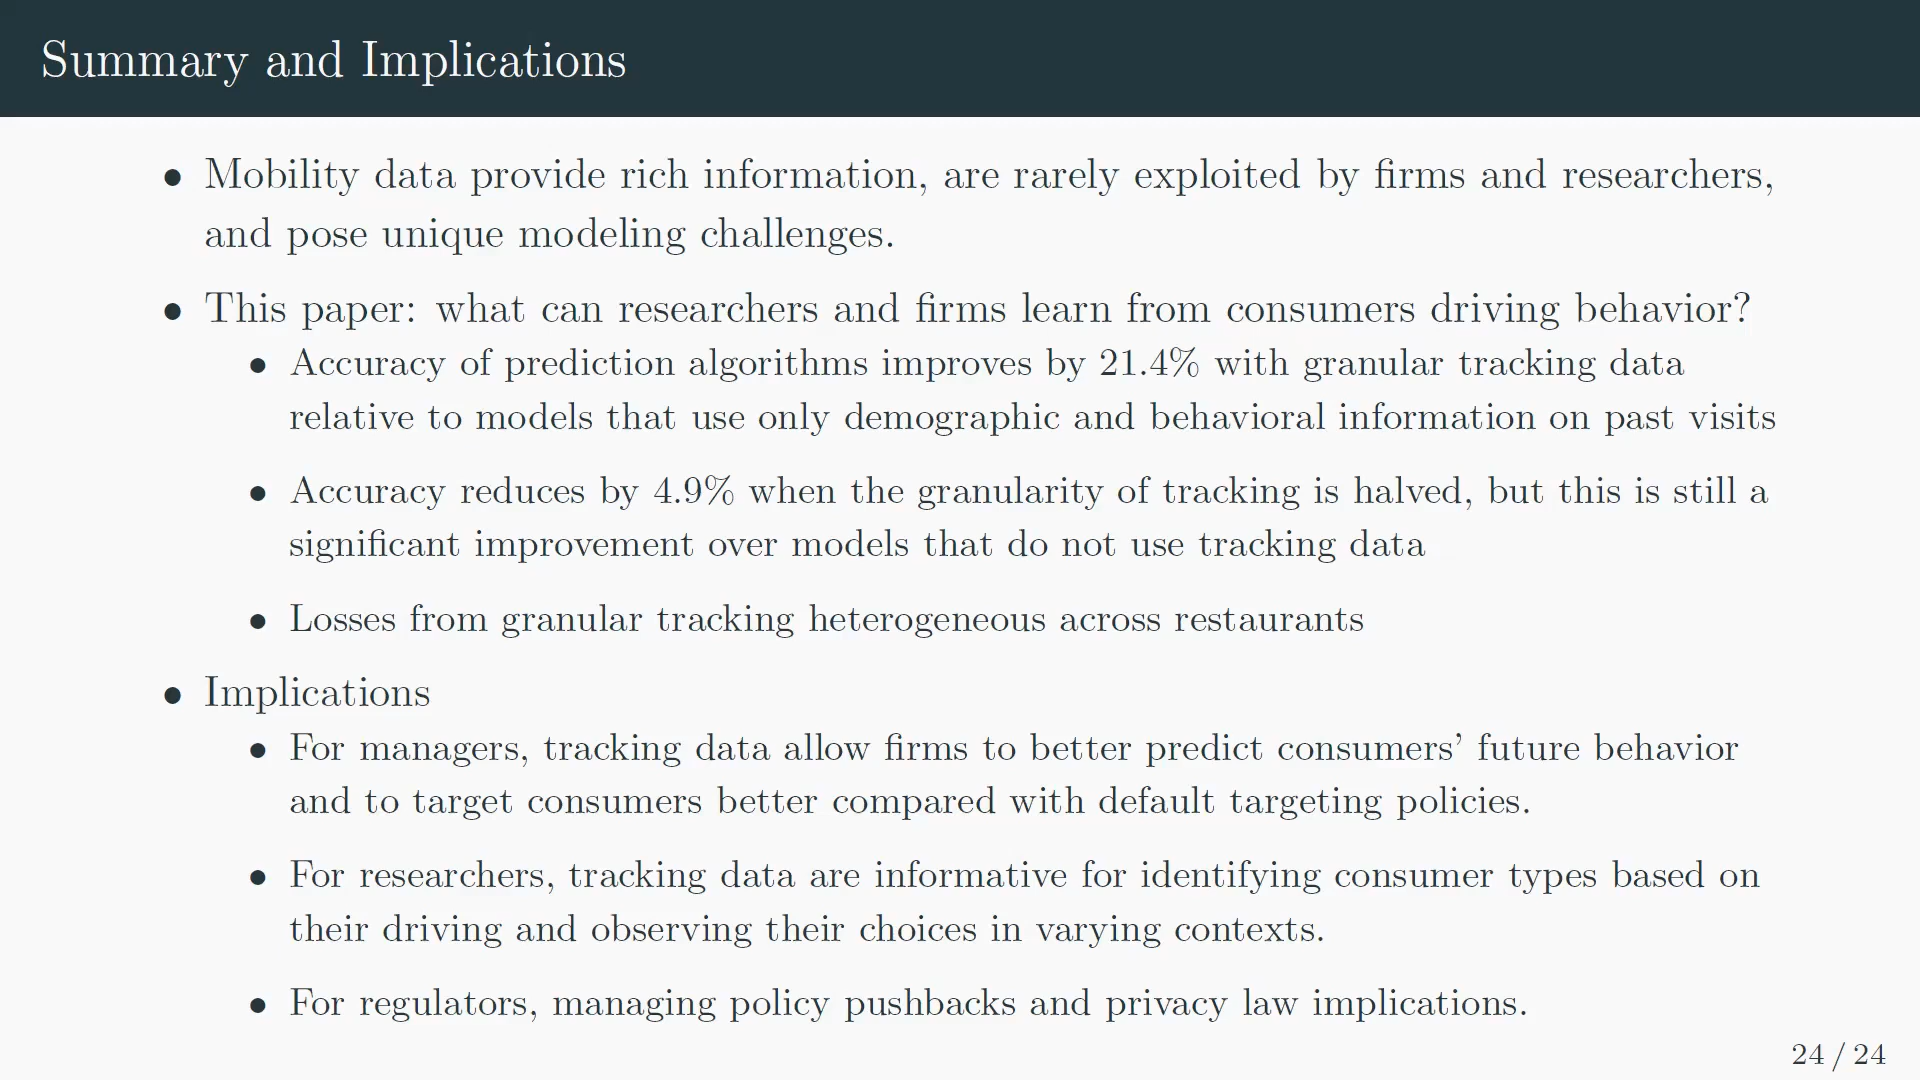 Summary and Implications
• Mobility data provide rich information, are rarely exploited by firms and researchers,
and pose unique modeling challenges.
• This paper: what can researchers and firms learn from consumers driving behavior?
• Accuracy of prediction algorithms improves by 21.4% with granular tracking data
relative to models that use only demographic and behavioral information on past visits
• Accuracy reduces by 4.9% when the granularity of tracking is halved, but this is still a
significant improvement over models that do not use tracking data
• Losses from granular tracking heterogeneous across restaurants
• Implications
• For managers, tracking data allow firms to better predict consumers’ future behavior
and to target consumers better compared with default targeting policies.
• For researchers, tracking data are informative for identifying consumer types based on
their driving and observing their choices in varying contexts.
• For regulators, managing policy pushbacks and privacy law implications.
24 / 24